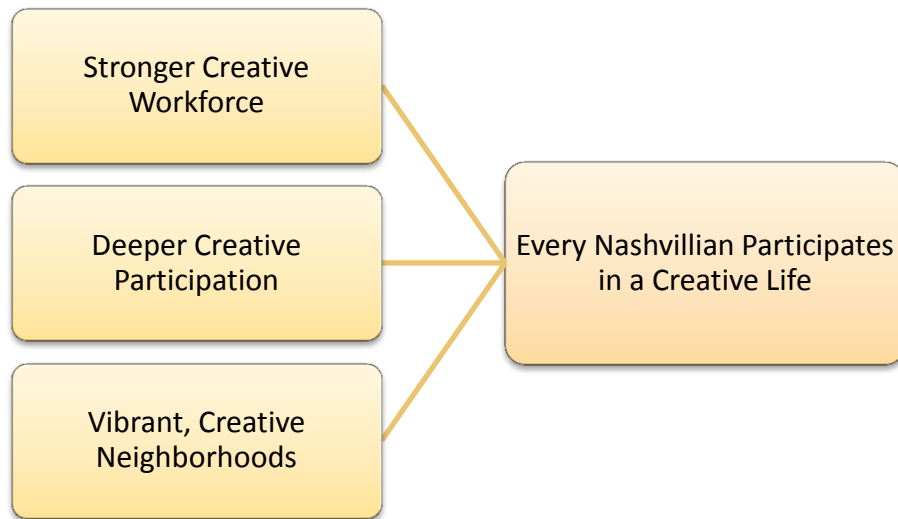 Stronger Creative
Workforce
Deeper Creative
Participation
Vibrant, Creative
Neighborhoods
Every Nashvillian Participates
in a Creative Life